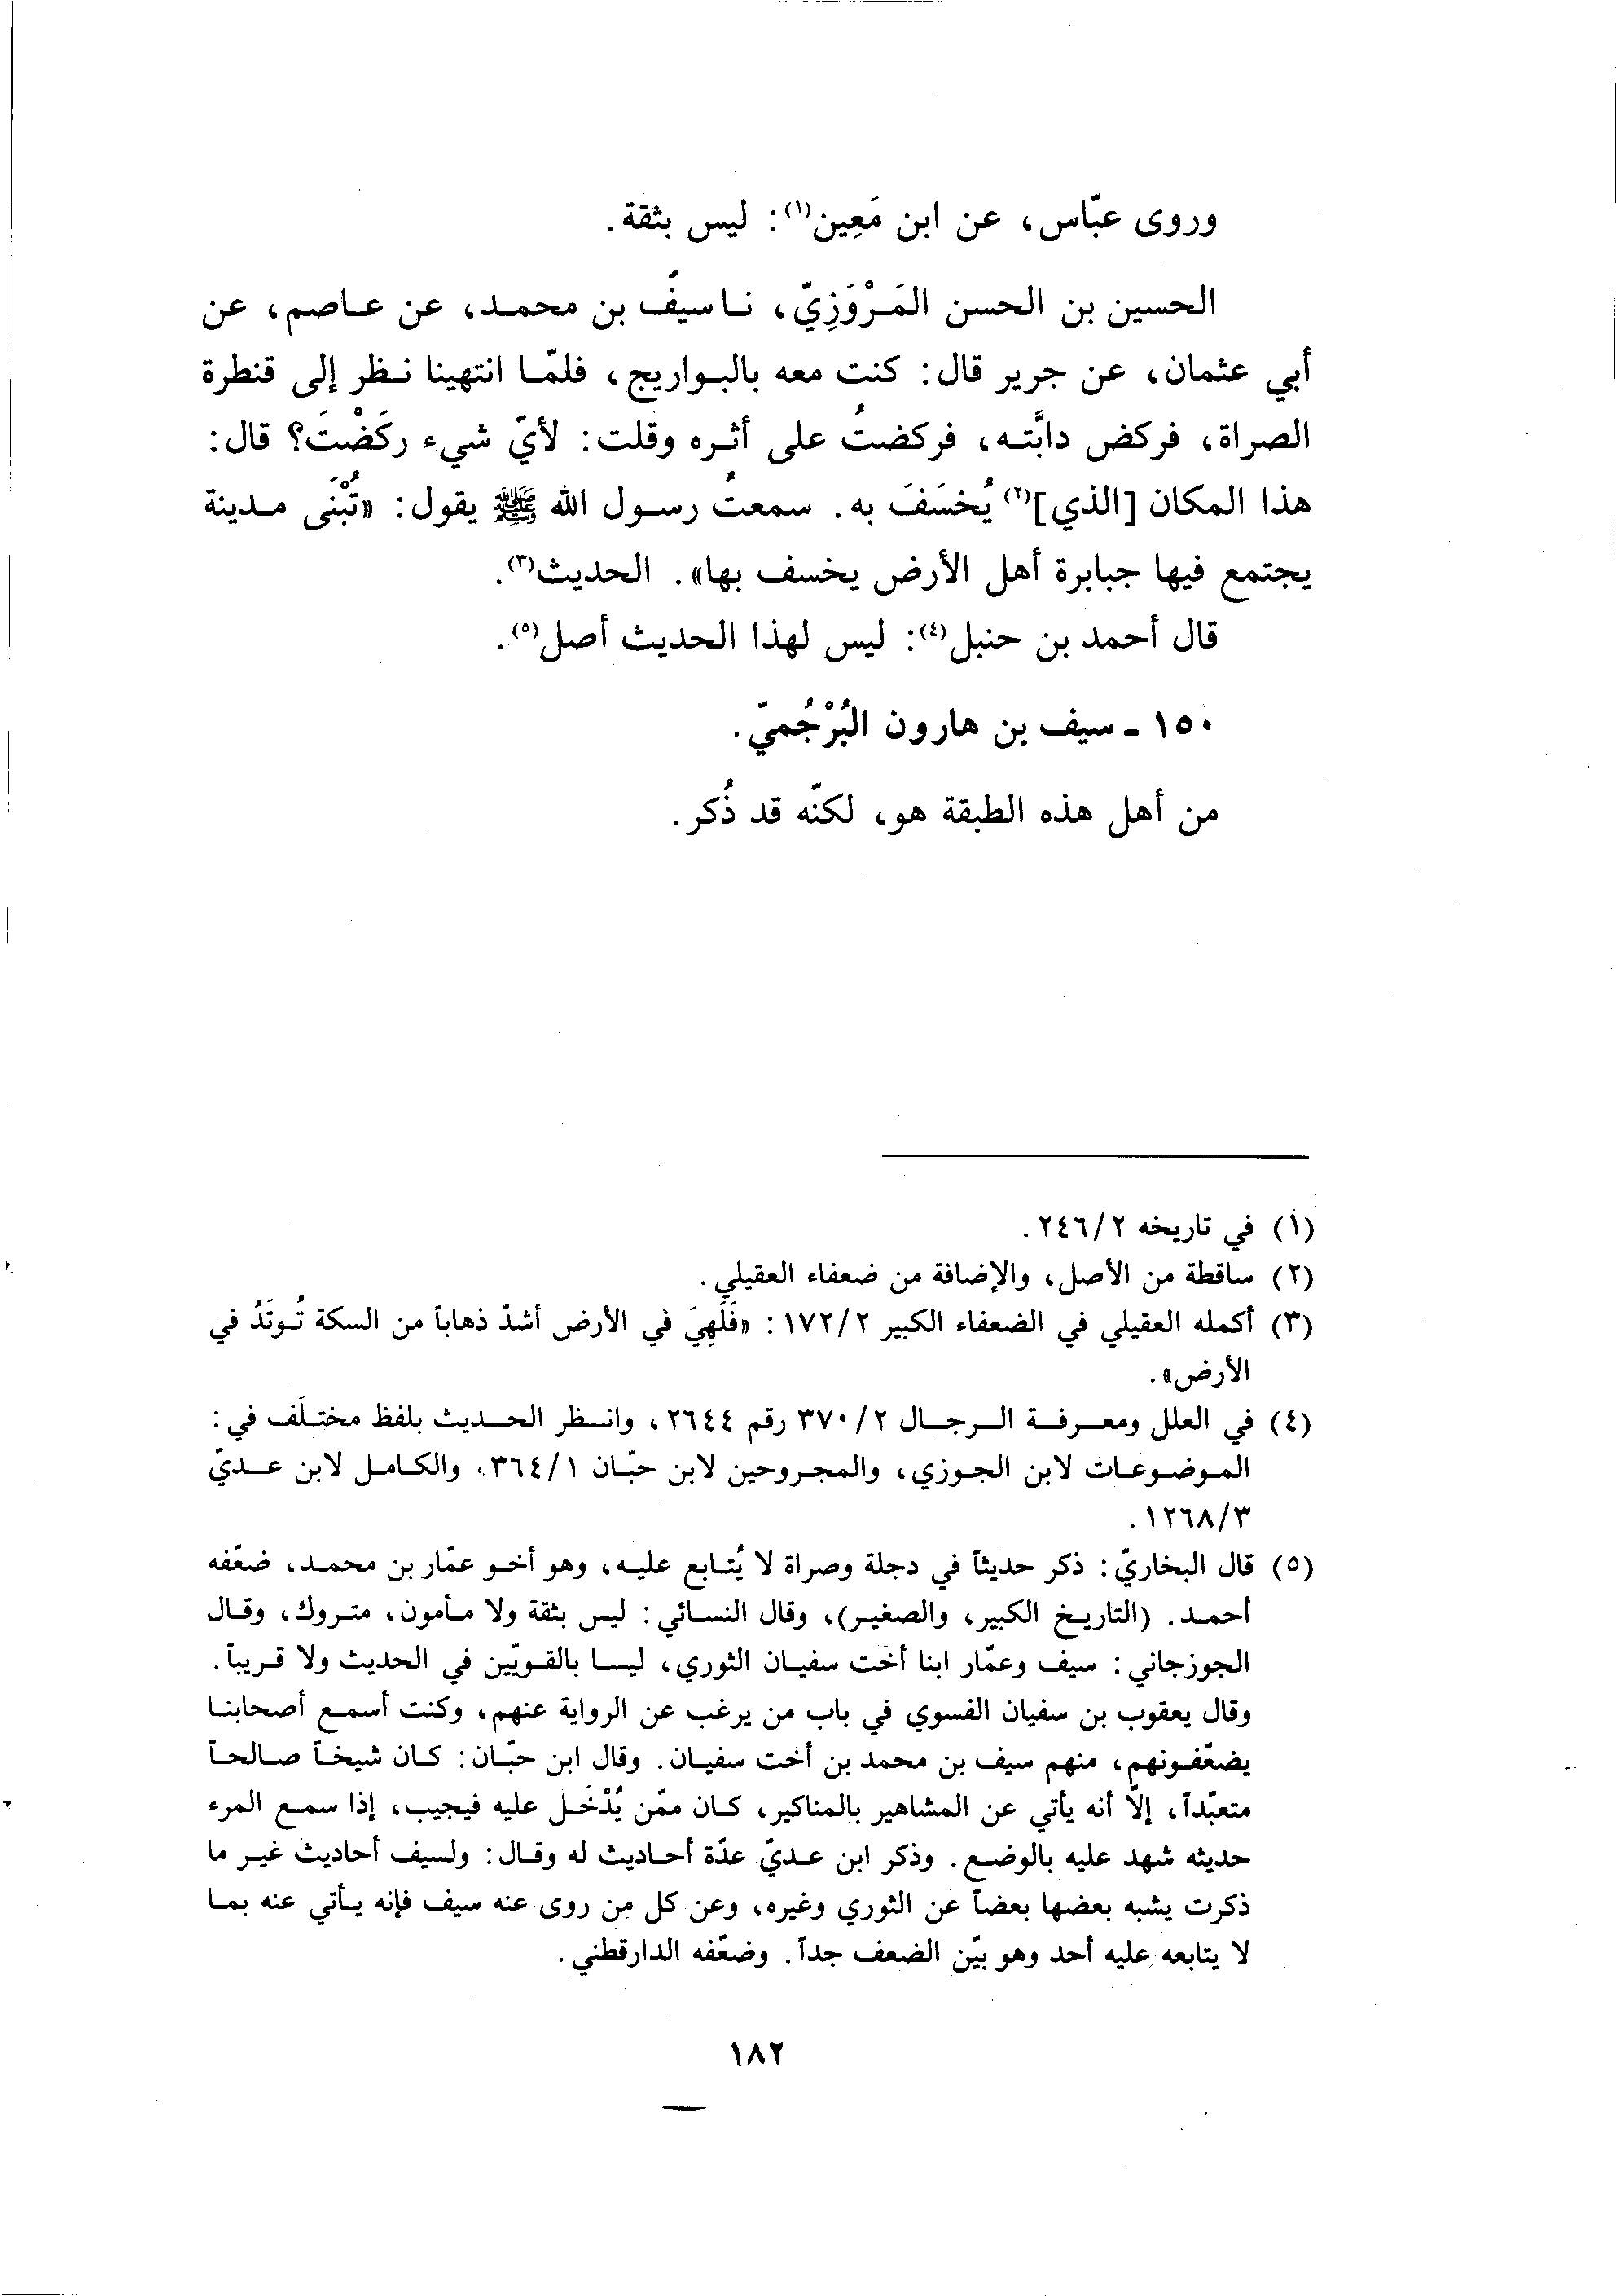 وروى عبّاس، عن ابن مَعِين(١): ليس بثقة.
الحسين بن الحسن المَرْوَزِيّ، نا سيفُ بن محمد، عن عاصم، عن
أبي عثمان، عن جرير قال: كنت معه بالبواريج، فلمّا انتهينا نظر إلى قنطرة
الصراة، فركض دابَّته، فركضتُ على أثره وقلت: لأيّ شيء ركَضْتَ؟ قال:
هذا المكان [الذي](٢) يُخسَفَ به. سمعتُ رسول الله ﷺ يقول: «تُبْنَى مدينة
يجتمع فيها جبابرة أهل الأرض يخسف بها». الحديث(٣).
قال أحمد بن حنبل(٤): ليس لهذا الحديث أصل(٥).
١٥٠ ـ سيف بن هارون البُرْجُميّ.
من أهل هذه الطبقة هو، لكنّه قد ذُكر.
(١) في تاريخه ٢٤٦/٢.
(٢) ساقطة من الأصل، والإضافة من ضعفاء العقيلي.
(٣) أكمله العقيلي في الضعفاء الكبير ١٧٢/٢: «فَلَهِيَ في الأرض أشدّ ذهاباً من السكة تُوتَدُ في
الأرض».
(٤) في العلل ومعرفة الرجال ٣٧٠/٢ رقم ٢٦٤٤، وانظر الحديث بلفظ مختلَف في:
الموضوعات لابن الجوزي، والمجروحين لابن حبّان ٣٦٤/١، والكامل لابن عديّ
١٢٦٨/٣.
(٥) قال البخاريّ: ذكر حديثاً في دجلة وصراة لا يُتابع عليه، وهو أخو عمّار بن محمد، ضعّفه
أحمد. (التاريخ الكبير، والصغير)، وقال النسائي: ليس بثقة ولا مأمون، متروك، وقال
الجوزجاني: سيف وعمّار ابنا أخت سفيان الثوري، ليسا بالقويّين في الحديث ولا قريباً.
وقال يعقوب بن سفيان الفسوي في باب من يرغب عن الرواية عنهم، وكنت أسمع أصحابنا
يضعّفونهم، منهم سيف بن محمد بن أخت سفيان. وقال ابن حبّان: كان شيخاً صالحاً
متعبّداً، إلّا أنه يأتي عن المشاهير بالمناكير، كان ممّن يُدْخَل عليه فيجيب، إذا سمع المرء
حديثه شهد عليه بالوضع. وذكر ابن عديّ عدّة أحاديث له وقال: ولسيف أحاديث غير ما
ذكرت يشبه بعضها بعضاً عن الثوري وغيره، وعن كل من روى عنه سيف فإنه يأتي عنه بما
لا يتابعه عليه أحد وهو بيّن الضعف جداً. وضعّفه الدارقطني.
١٨٢